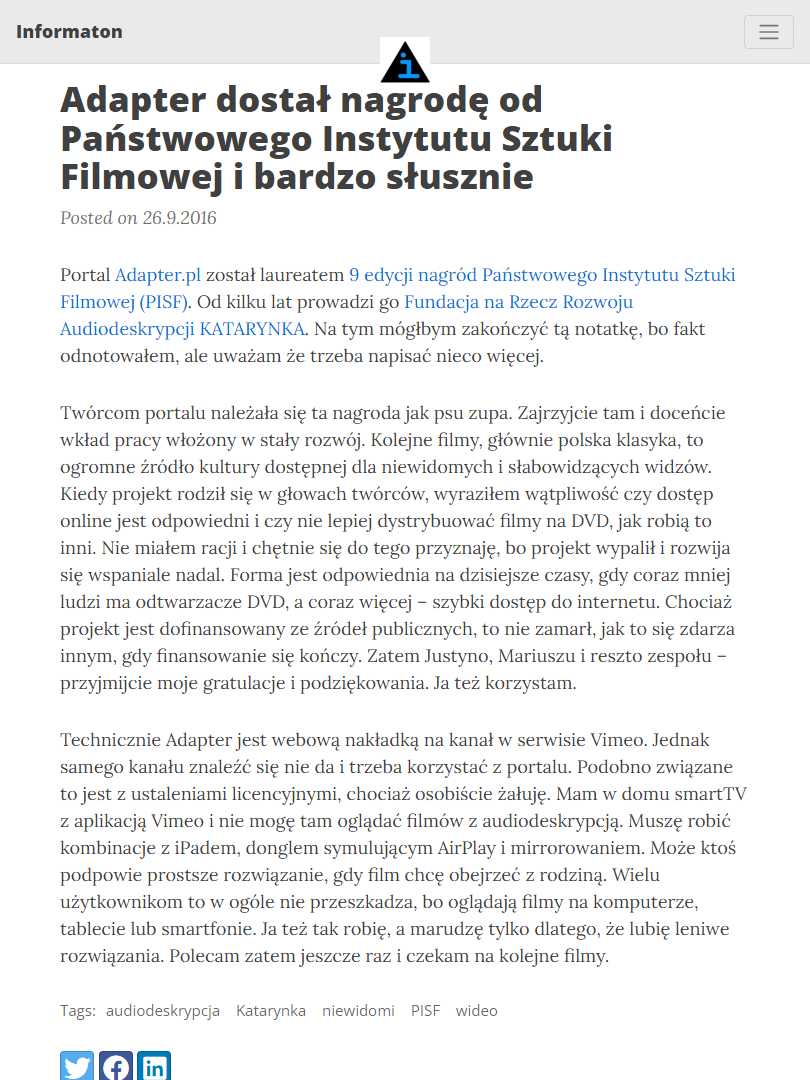 Informaton
Adapter dostał nagrodę od
Państwowego Instytutu Sztuki
Filmowej i bardzo słusznie
Posted on 26.9.2016
Portal Adapter.pl został laureatem 9 edycji nagród Państwowego Instytutu Sztuki
Filmowej (PISF). Od kilku lat prowadzi go Fundacja na Rzecz Rozwoju
Audiodeskrypcji KATARYNKA. Na tym mógłbym zakończyć tą notatkę, bo fakt
odnotowałem, ale uważam że trzeba napisać nieco więcej.
Twórcom portalu należała się ta nagroda jak psu zupa. Zajrzyjcie tam i doceńcie
wkład pracy włożony w stały rozwój. Kolejne filmy, głównie polska klasyka, to
ogromne źródło kultury dostępnej dla niewidomych i słabowidzących widzów.
Kiedy projekt rodził się w głowach twórców, wyraziłem wątpliwość czy dostęp
online jest odpowiedni i czy nie lepiej dystrybuować filmy na DVD, jak robią to
inni. Nie miałem racji i chętnie się do tego przyznaję, bo projekt wypalił i rozwija
się wspaniale nadal. Forma jest odpowiednia na dzisiejsze czasy, gdy coraz mniej
ludzi ma odtwarzacze DVD, a coraz więcej – szybki dostęp do internetu. Chociaż
projekt jest dofinansowany ze źródeł publicznych, to nie zamarł, jak to się zdarza
innym, gdy finansowanie się kończy. Zatem Justyno, Mariuszu i reszto zespołu –
przyjmijcie moje gratulacje i podziękowania. Ja też korzystam.
Technicznie Adapter jest webową nakładką na kanał w serwisie Vimeo. Jednak
samego kanału znaleźć się nie da i trzeba korzystać z portalu. Podobno związane
to jest z ustaleniami licencyjnymi, chociaż osobiście żałuję. Mam w domu smartTV
z aplikacją Vimeo i nie mogę tam oglądać filmów z audiodeskrypcją. Muszę robić
kombinacje z iPadem, donglem symulującym AirPlay i mirrorowaniem. Może ktoś
podpowie prostsze rozwiązanie, gdy film chcę obejrzeć z rodziną. Wielu
użytkownikom to w ogóle nie przeszkadza, bo oglądają filmy na komputerze,
tablecie lub smartfonie. Ja też tak robię, a marudzę tylko dlatego, że lubię leniwe
rozwiązania. Polecam zatem jeszcze raz i czekam na kolejne filmy.
Tags: audiodeskrypcja Katarynka niewidomi PISF wideo